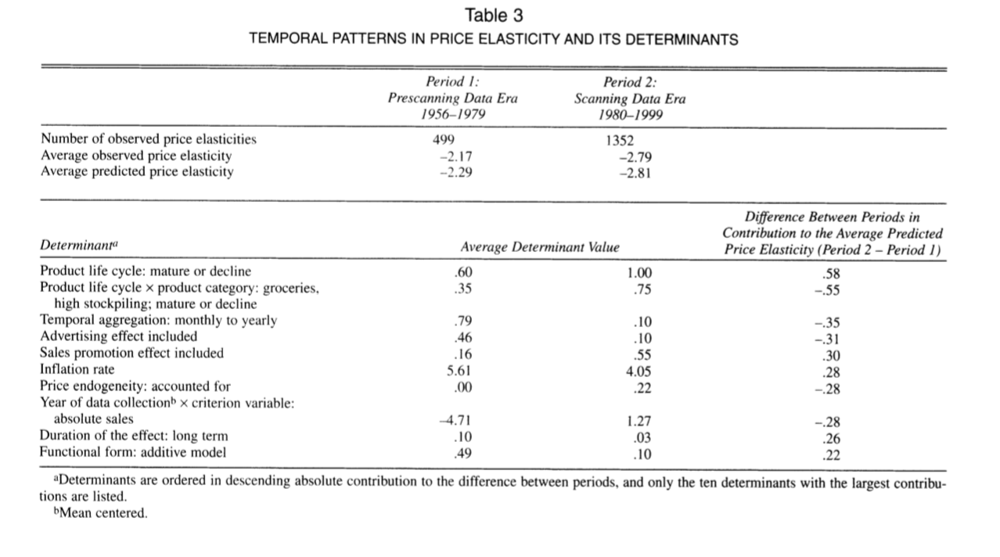 Table 3
TEMPORAL PATTERNS IN PRICE ELASTICITY AND ITS DETERMINANTS
Period 1: Period 2:
Prescanning Data Era Scanning Data Era
1956–1979 1980–1999
Number of observed price elasticities 499 1352
Average observed price elasticity –2.17 –2.79
Average predicted price elasticity –2.29 –2.81
Difference Between Periods in
Contribution to the Average Predicted
Determinantᵃ Average Determinant Value Price Elasticity (Period 2 – Period 1)
Product life cycle: mature or decline .60 1.00 .58
Product life cycle × product category: groceries, .35 .75 –.55
high stockpiling; mature or decline
Temporal aggregation: monthly to yearly .79 .10 –.35
Advertising effect included .46 .10 –.31
Sales promotion effect included .16 .55 .30
Inflation rate 5.61 4.05 .28
Price endogeneity: accounted for .00 .22 –.28
Year of data collectionᵇ × criterion variable:
absolute sales –4.71 1.27 –.28
Duration of the effect: long term .10 .03 .26
Functional form: additive model .49 .10 .22
ᵃDeterminants are ordered in descending absolute contribution to the difference between periods, and only the ten determinants with the largest contribu-
tions are listed.
ᵇMean centered.